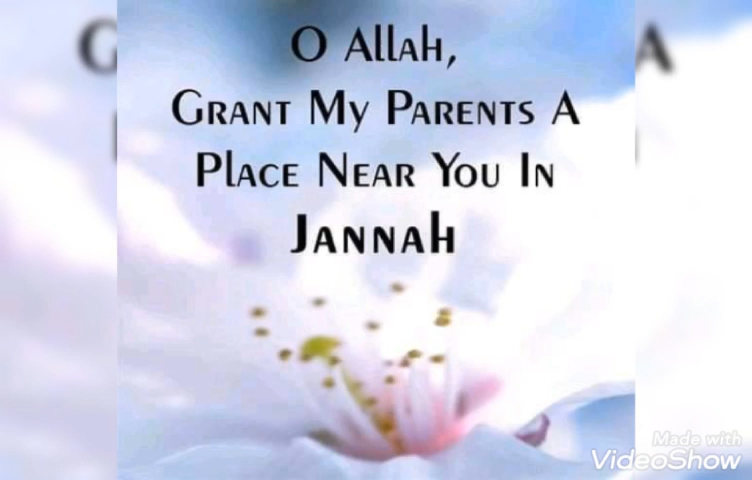 O Allah,
Grant My Parents A
Place Near You In
Jannah
Made with
VideoShow